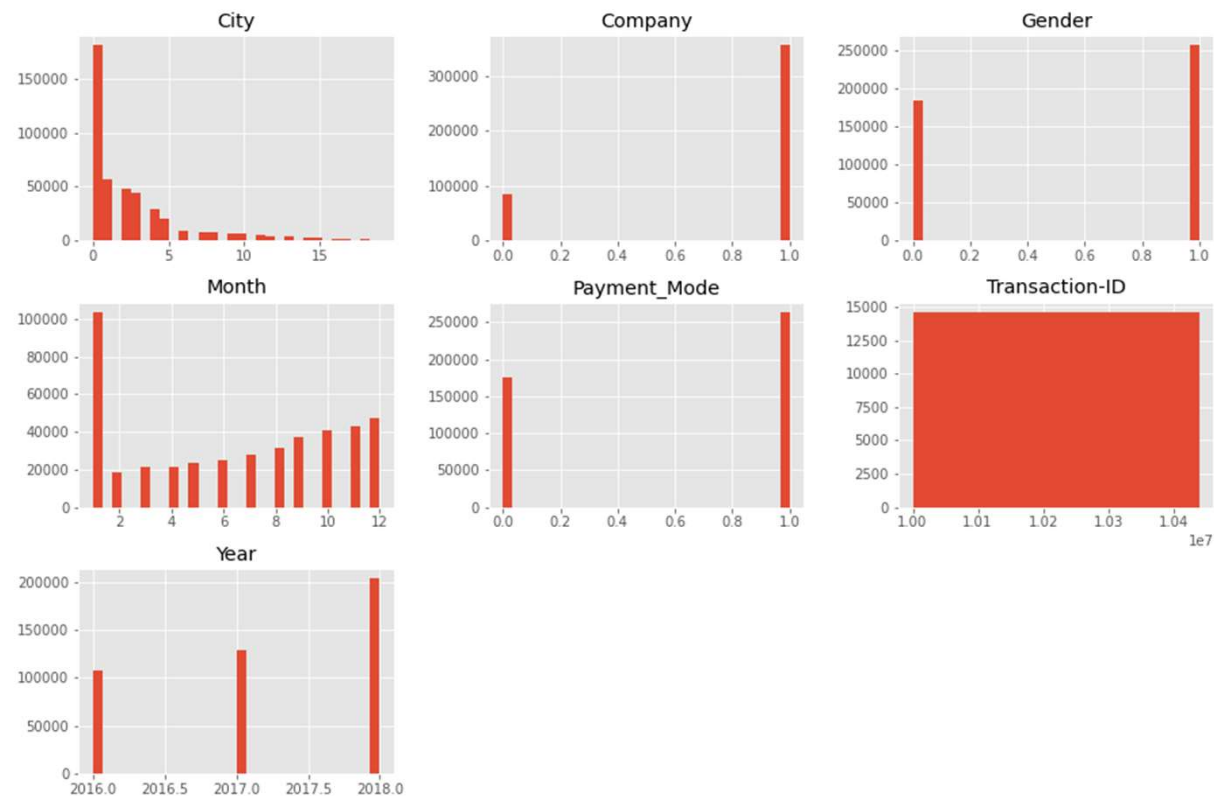 City
150000
100000
50000
0
0 5 10 15
Company
300000
200000
100000
0
0.0 0.2 0.4 0.6 0.8 1.0
Gender
250000
200000
150000
100000
50000
0
0.0 0.2 0.4 0.6 0.8 1.0
Month
100000
80000
60000
40000
20000
0
2 4 6 8 10 12
Payment_Mode
250000
200000
150000
100000
50000
0
0.0 0.2 0.4 0.6 0.8 1.0
Transaction-ID
15000
12500
10000
7500
5000
2500
0
1.00 1.01 1.02 1.03 1.04
1e7
Year
200000
150000
100000
50000
0
2016.0 2016.5 2017.0 2017.5 2018.0